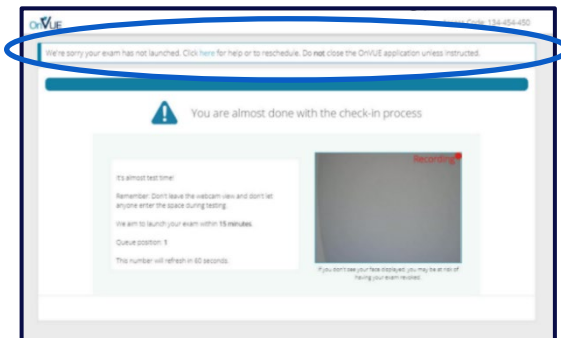 OnVUE
Access Code: 134-454-450
We're sorry your exam has not launched. Click here for help or to reschedule. Do not close the OnVUE application unless instructed.
You are almost done with the check-in process
Recording
It's almost test time!
Remember: Don't leave the webcam view and don't let
anyone enter the space during testing.
We aim to launch your exam within 15 minutes.
Queue position: 1
This number will refresh in 60 seconds
If you don't see your face displayed, you may be at risk of
having your exam revoked.